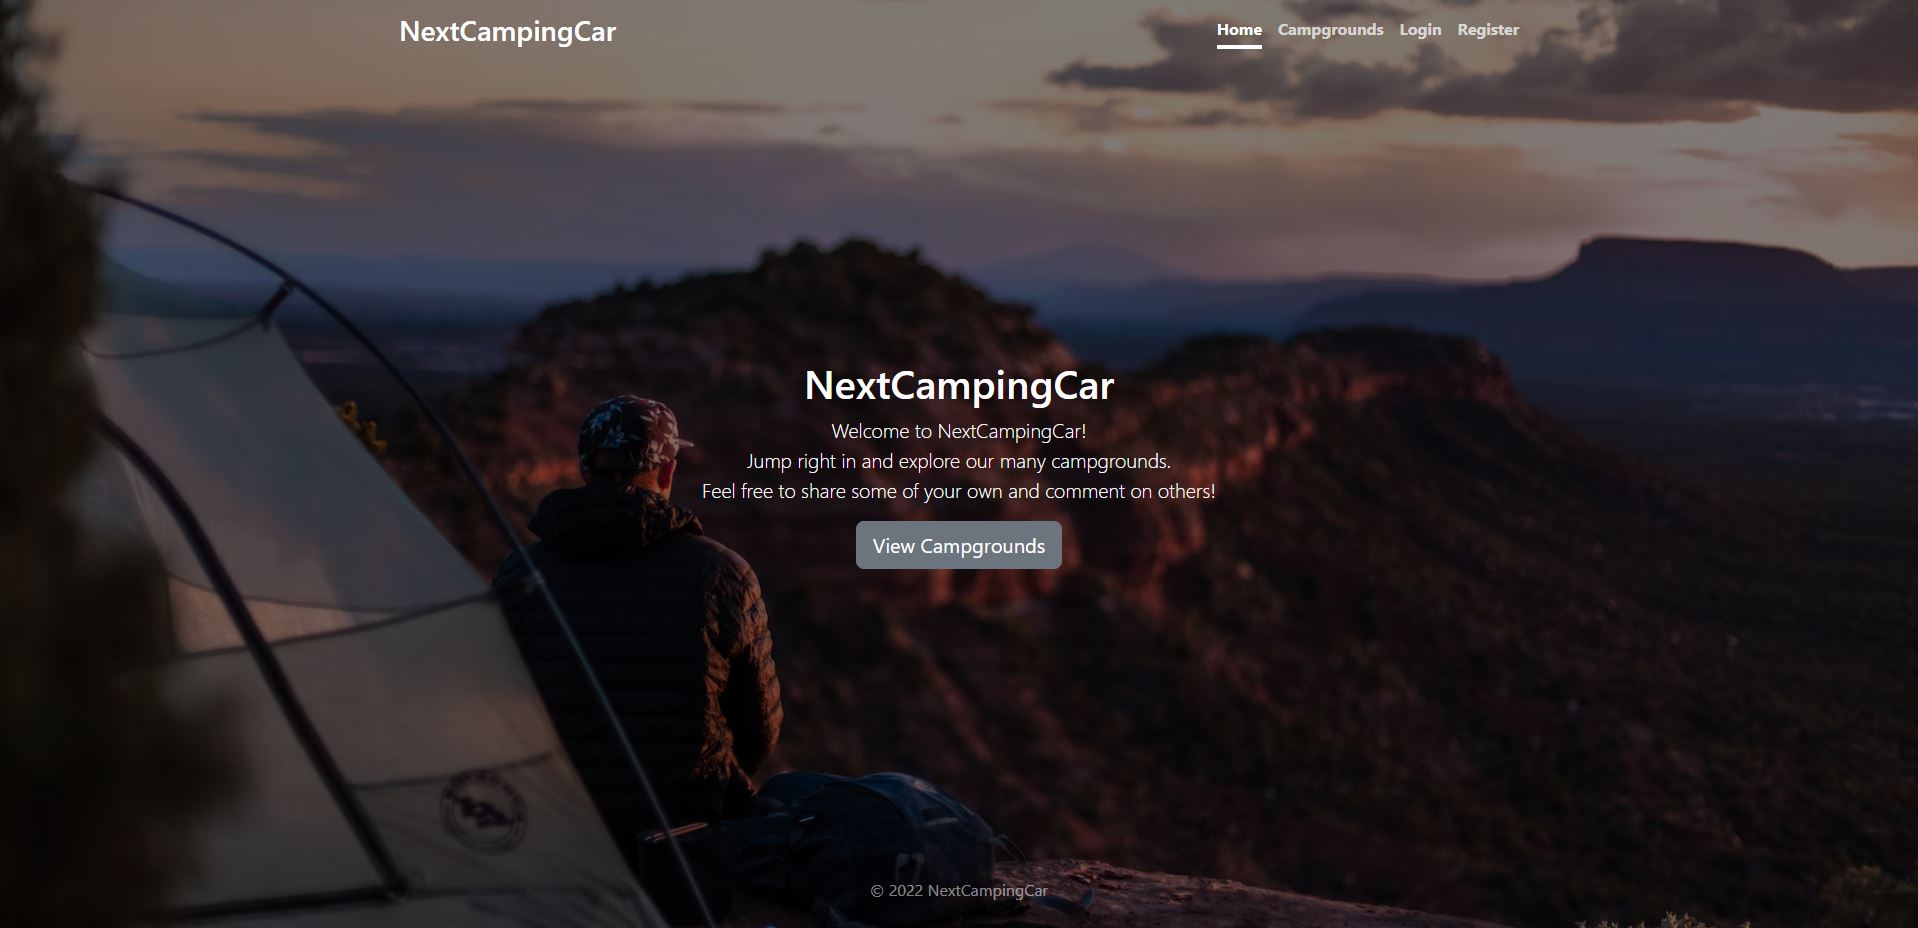 NextCampingCar
Home Campgrounds Login Register
NextCampingCar
Welcome to NextCampingCar!
Jump right in and explore our many campgrounds.
Feel free to share some of your own and comment on others!
View Campgrounds
© 2022 NextCampingCar